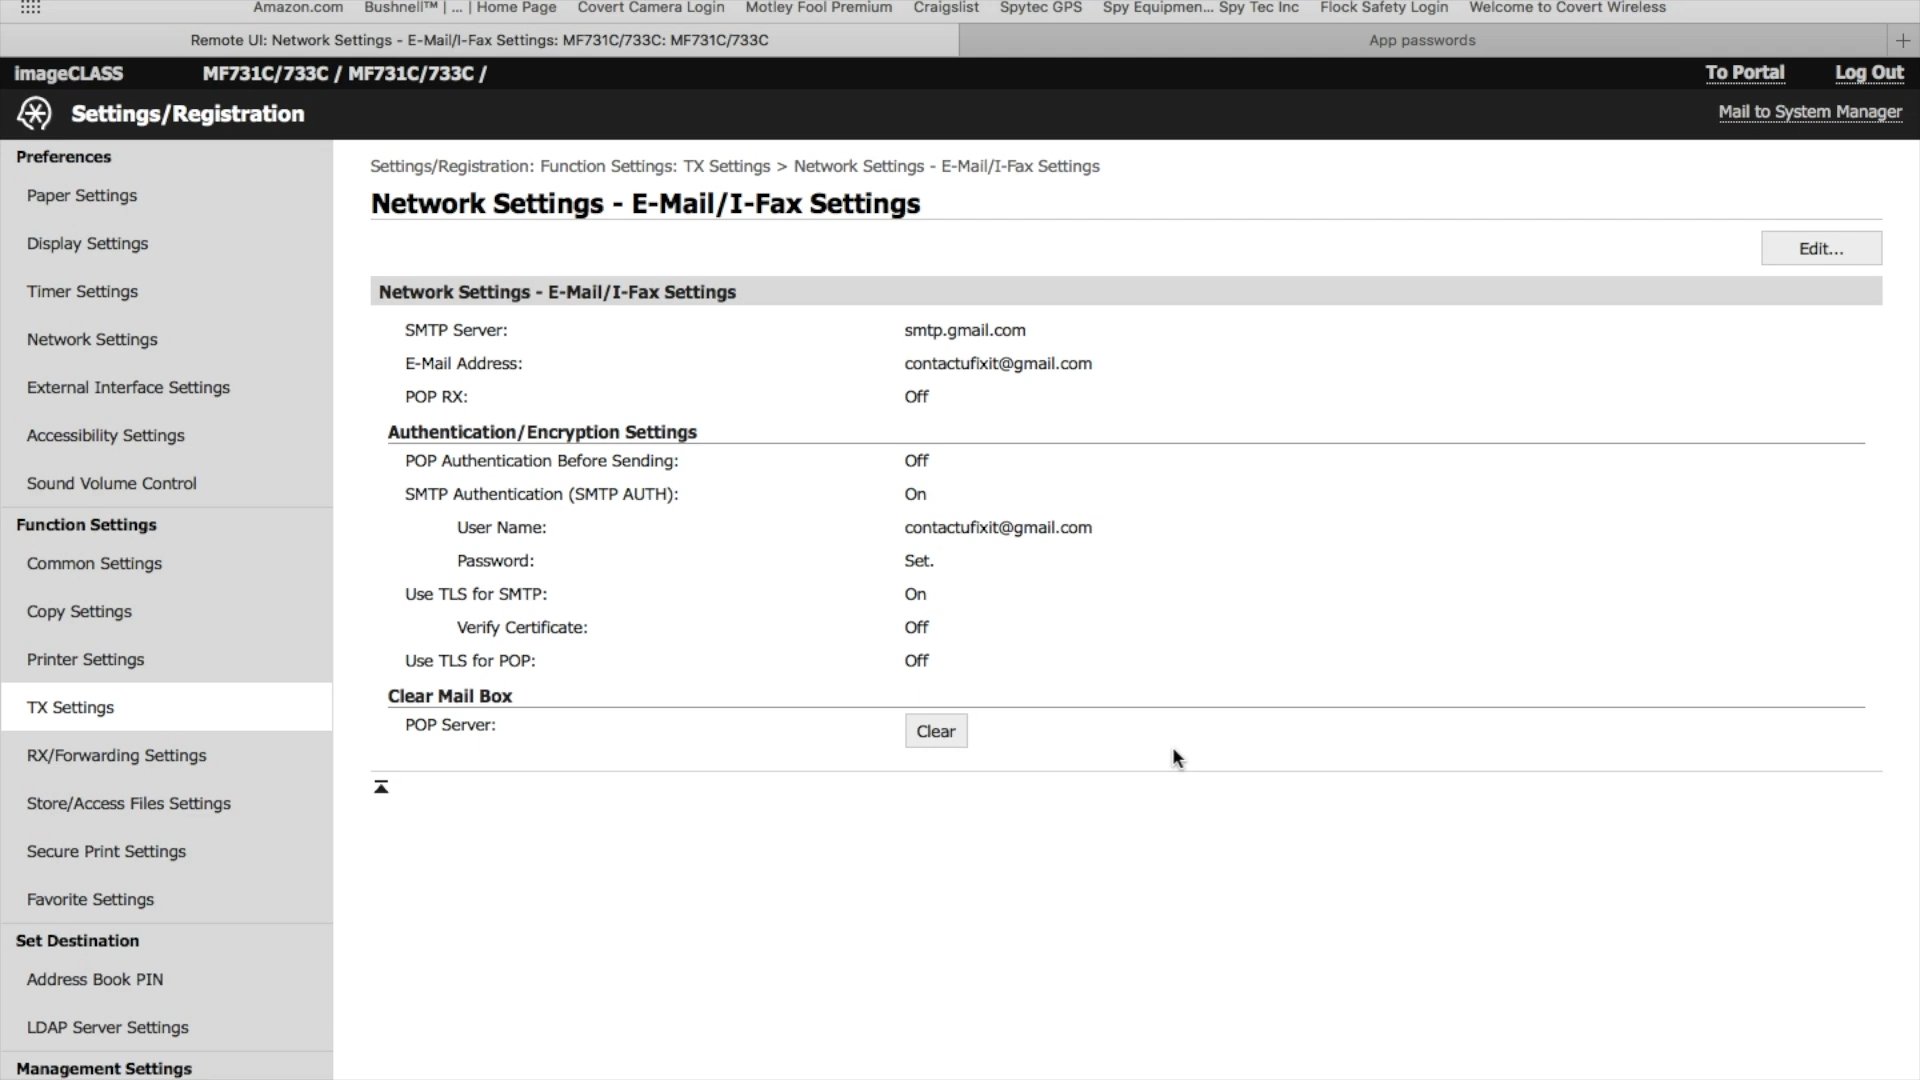 Amazon.com Bushnell™ | ... | Home Page Covert Camera Login Motley Fool Premium Craigslist Spytec GPS Spy Equipmen... Spy Tec Inc Flock Safety Login Welcome to Covert Wireless
Remote UI: Network Settings - E-Mail/I-Fax Settings: MF731C/733C: MF731C/733C App passwords
imageCLASS MF731C/733C / MF731C/733C / To Portal Log Out
Settings/Registration Mail to System Manager
Preferences
Paper Settings
Display Settings
Timer Settings
Network Settings
External Interface Settings
Accessibility Settings
Sound Volume Control
Function Settings
Common Settings
Copy Settings
Printer Settings
TX Settings
RX/Forwarding Settings
Store/Access Files Settings
Secure Print Settings
Favorite Settings
Set Destination
Address Book PIN
LDAP Server Settings
Management Settings
Settings/Registration: Function Settings: TX Settings > Network Settings - E-Mail/I-Fax Settings
Network Settings - E-Mail/I-Fax Settings
Edit...
Network Settings - E-Mail/I-Fax Settings
SMTP Server: smtp.gmail.com
E-Mail Address: contactufixit@gmail.com
POP RX: Off
Authentication/Encryption Settings
POP Authentication Before Sending: Off
SMTP Authentication (SMTP AUTH): On
User Name: contactufixit@gmail.com
Password: Set.
Use TLS for SMTP: On
Verify Certificate: Off
Use TLS for POP: Off
Clear Mail Box
POP Server: Clear